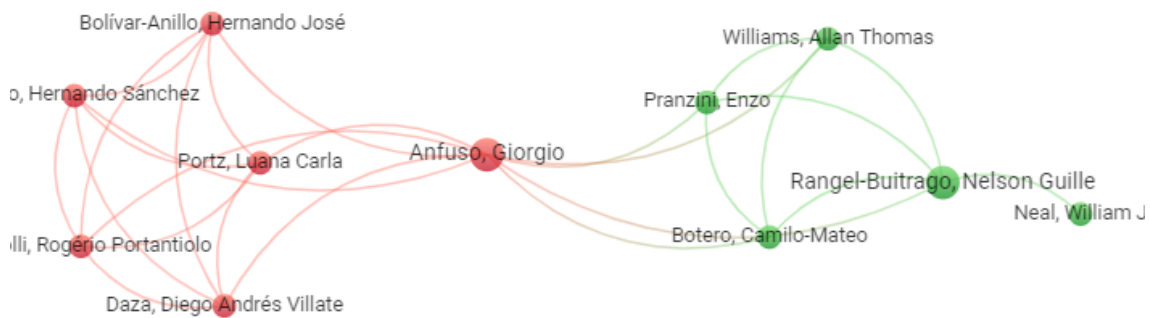 Bolívar-Anillo, Hernando José
Williams, Allan Thomas
o, Hernando Sánchez
Pranzini, Enzo
Anfuso, Giorgio
Portz, Luana Carla
Rangel-Buitrago, Nelson Guille
Neal, William J
Botero, Camilo-Mateo
lli, Rogério Portantiolo
Daza, Diego Andrés Villate